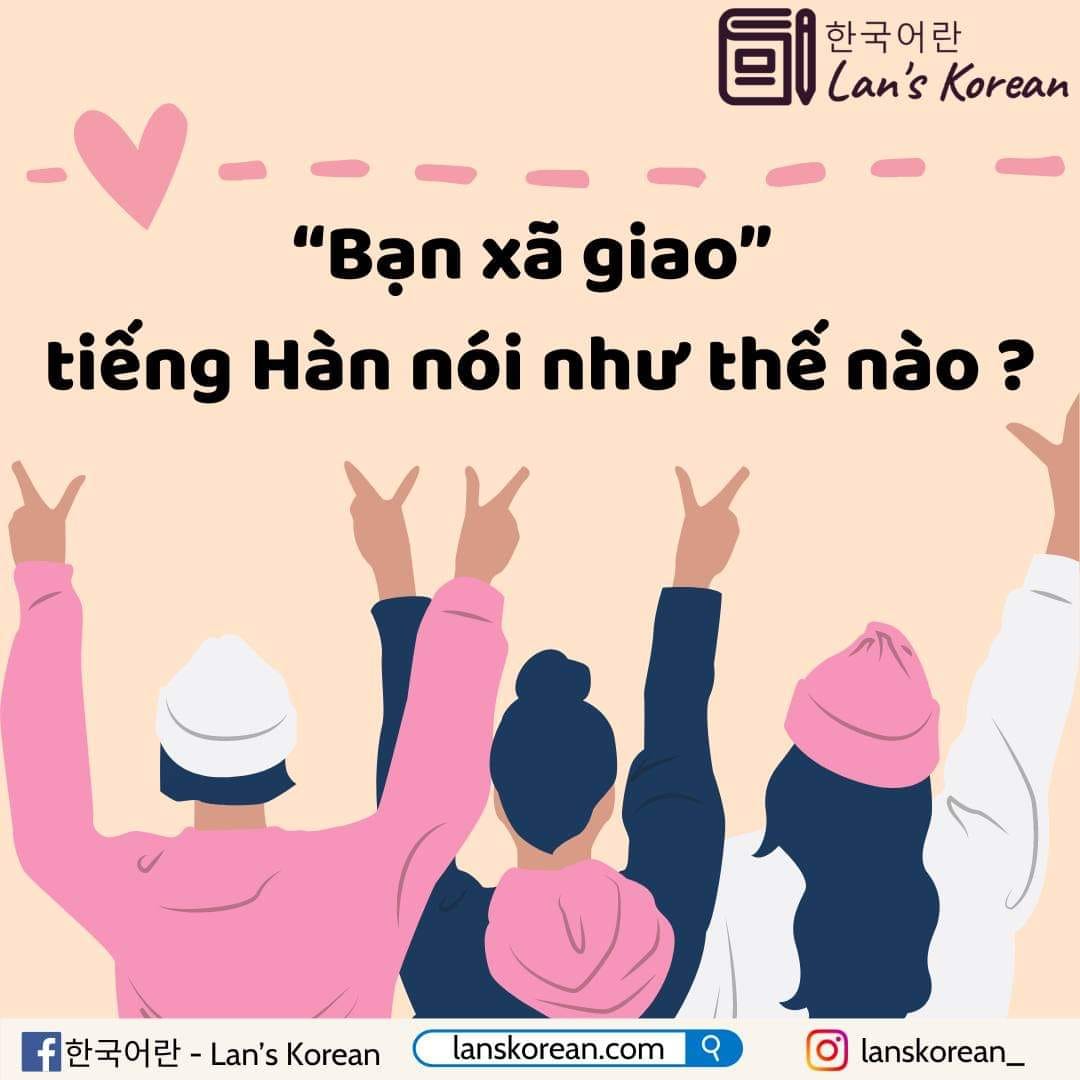 한국어란
Lan's Korean
“Bạn xã giao”
tiếng Hàn nói như thế nào ?
한국어란 - Lan's Korean
lanskorean.com
lanskorean_